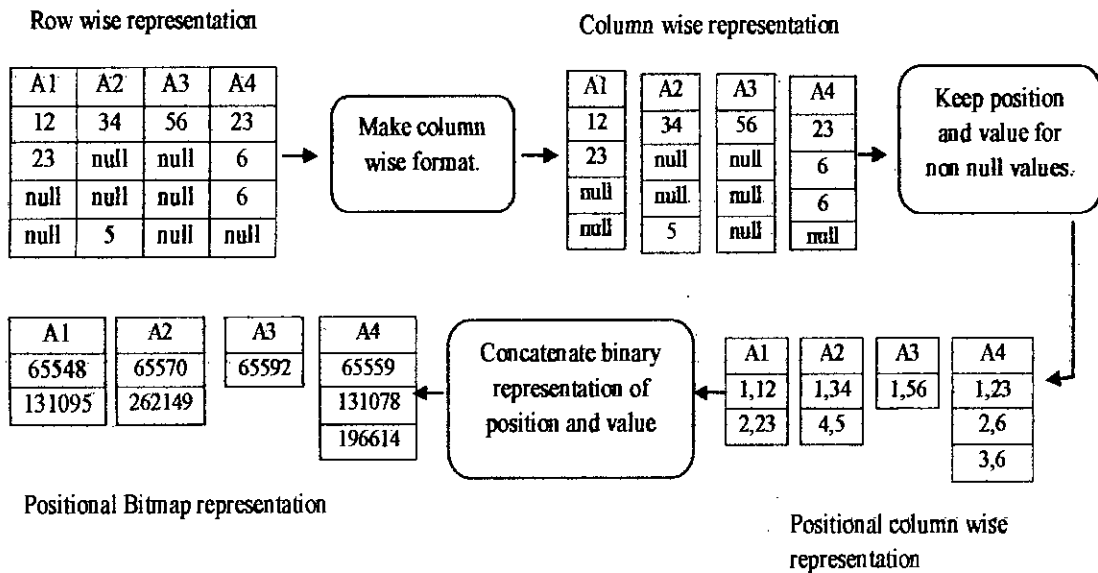 Row wise representation
Column wise representation
A1 A2 A3 A4
12 34 56 23
23 null null 6
null null null 6
null 5 null null
Make column
wise format.
A1 A2 A3 A4
12 34 56 23
23 null null 6
null null null 6
null 5 null null
Keep position
and value for
non null values.
A1 A2 A3 A4
65548 65570 65592 65559
131095 262149 131078
196614
Concatenate binary
representation of
position and value
A1 A2 A3 A4
1,12 1,34 1,56 1,23
2,23 4,5 2,6
3,6
Positional Bitmap representation
Positional column wise
representation